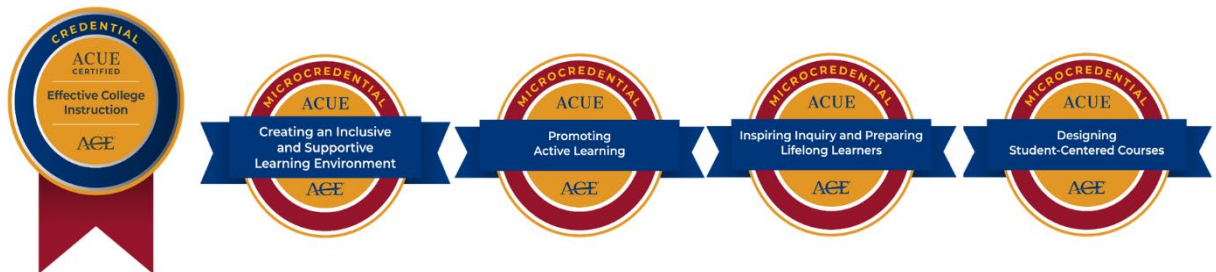 CREDENTIAL
ACUE
CERTIFIED
Effective College
Instruction
ACE
MICROCREDENTIAL
ACUE
Creating an Inclusive
and Supportive
Learning Environment
ACE
MICROCREDENTIAL
ACUE
Promoting
Active Learning
ACE
MICROCREDENTIAL
ACUE
Inspiring Inquiry and Preparing
Lifelong Learners
ACE
MICROCREDENTIAL
ACUE
Designing
Student-Centered Courses
ACE